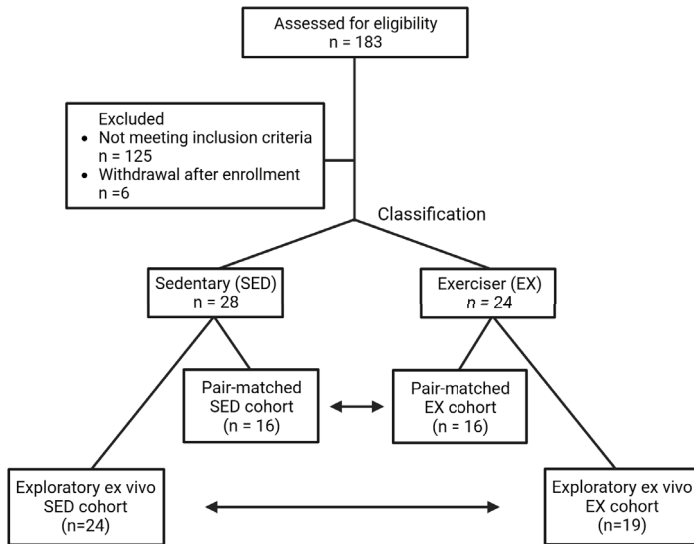 Assessed for eligibility
n = 183
Excluded
• Not meeting inclusion criteria
n = 125
• Withdrawal after enrollment
n =6
Classification
Sedentary (SED)
n = 28
Exerciser (EX)
n = 24
Pair-matched
SED cohort
(n = 16)
Pair-matched
EX cohort
(n = 16)
Exploratory ex vivo
SED cohort
(n=24)
Exploratory ex vivo
EX cohort
(n=19)